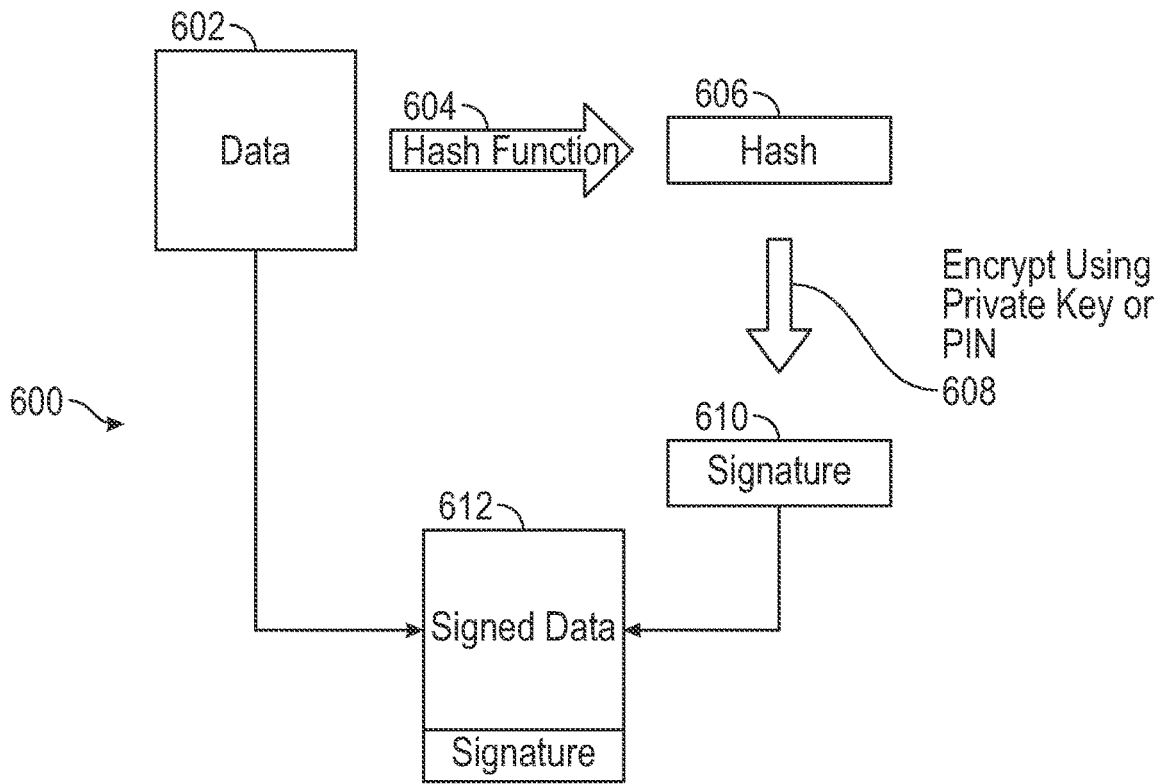 602
Data
604
Hash Function
606
Hash
Encrypt Using
Private Key or
PIN
608
600
610
Signature
612
Signed Data
Signature